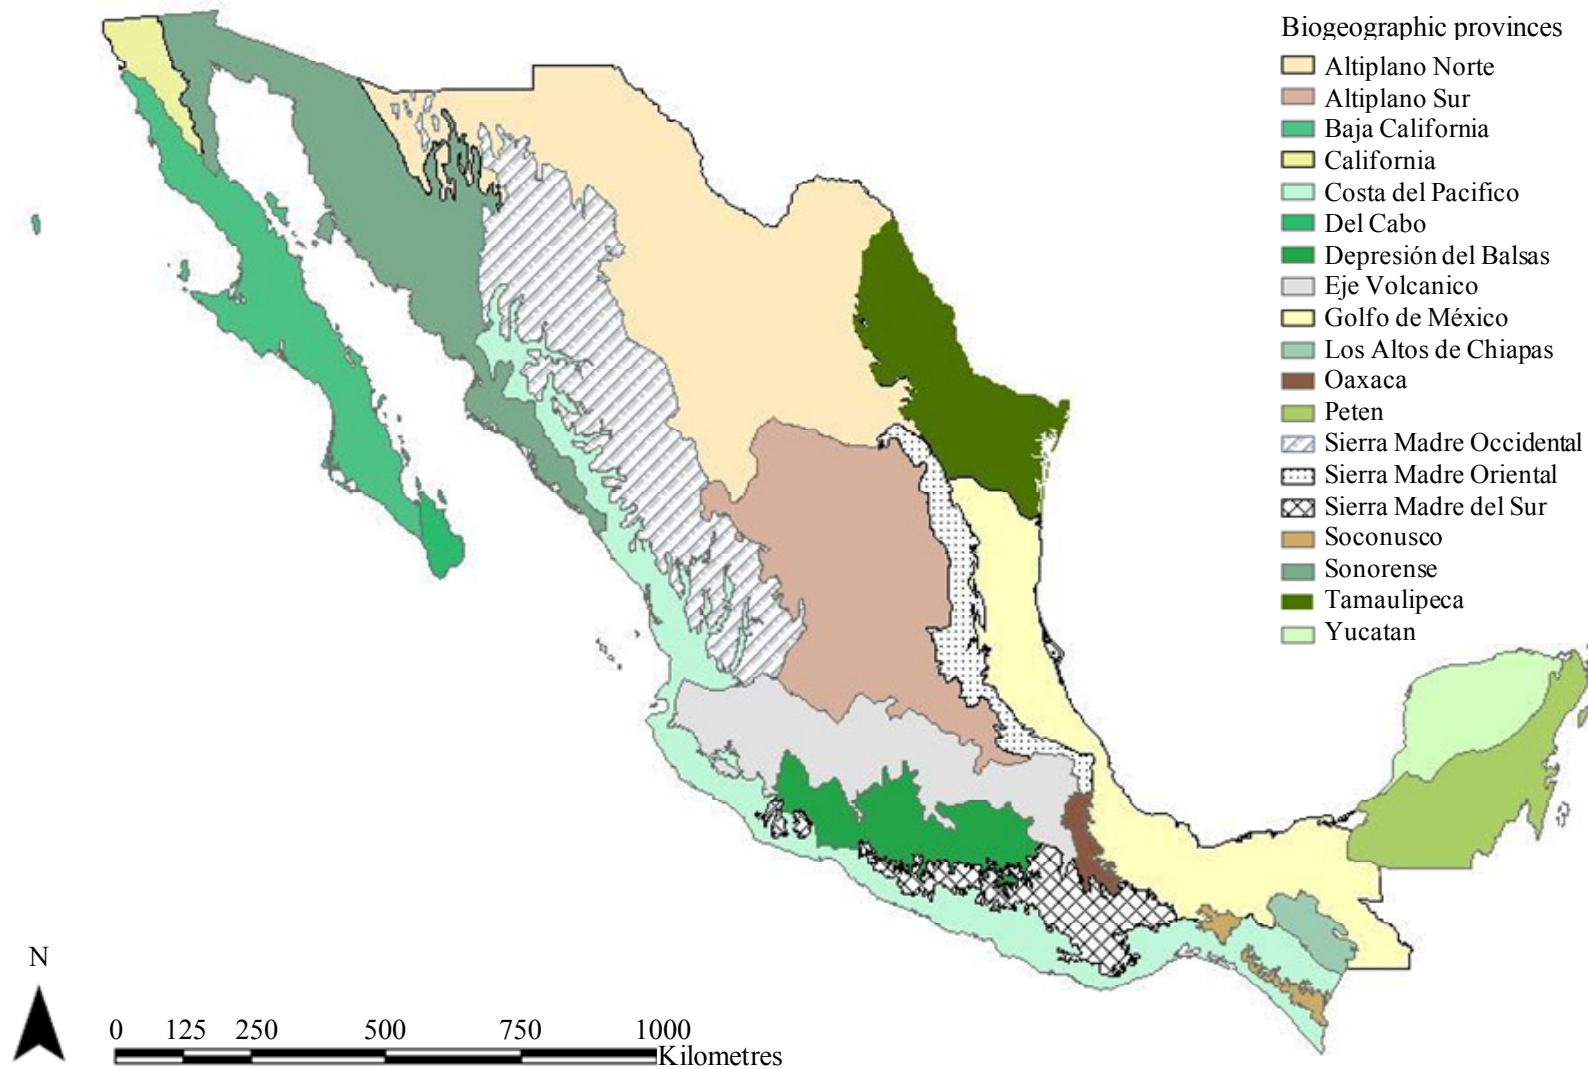 Biogeographic provinces
Altiplano Norte
Altiplano Sur
Baja California
California
Costa del Pacifico
Del Cabo
Depresión del Balsas
Eje Volcanico
Golfo de México
Los Altos de Chiapas
Oaxaca
Peten
Sierra Madre Occidental
Sierra Madre Oriental
Sierra Madre del Sur
Soconusco
Sonorense
Tamaulipeca
Yucatan
N
0 125 250 500 750 1000
Kilometres